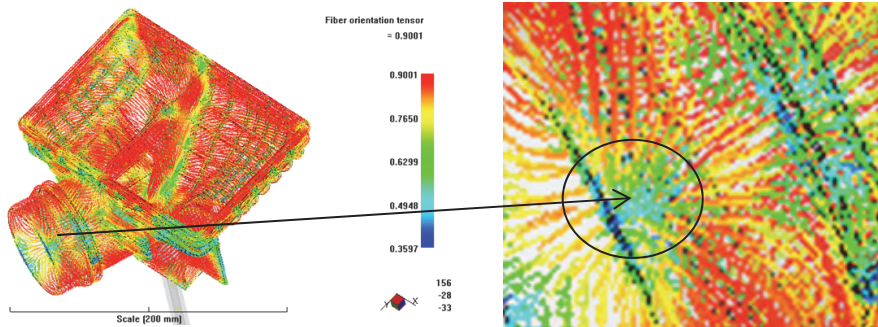 Fiber orientation tensor
= 0.9001
0.9001
0.7650
0.6299
0.4948
0.3597
Scale (200 mm)
Y
X
156
-28
-33